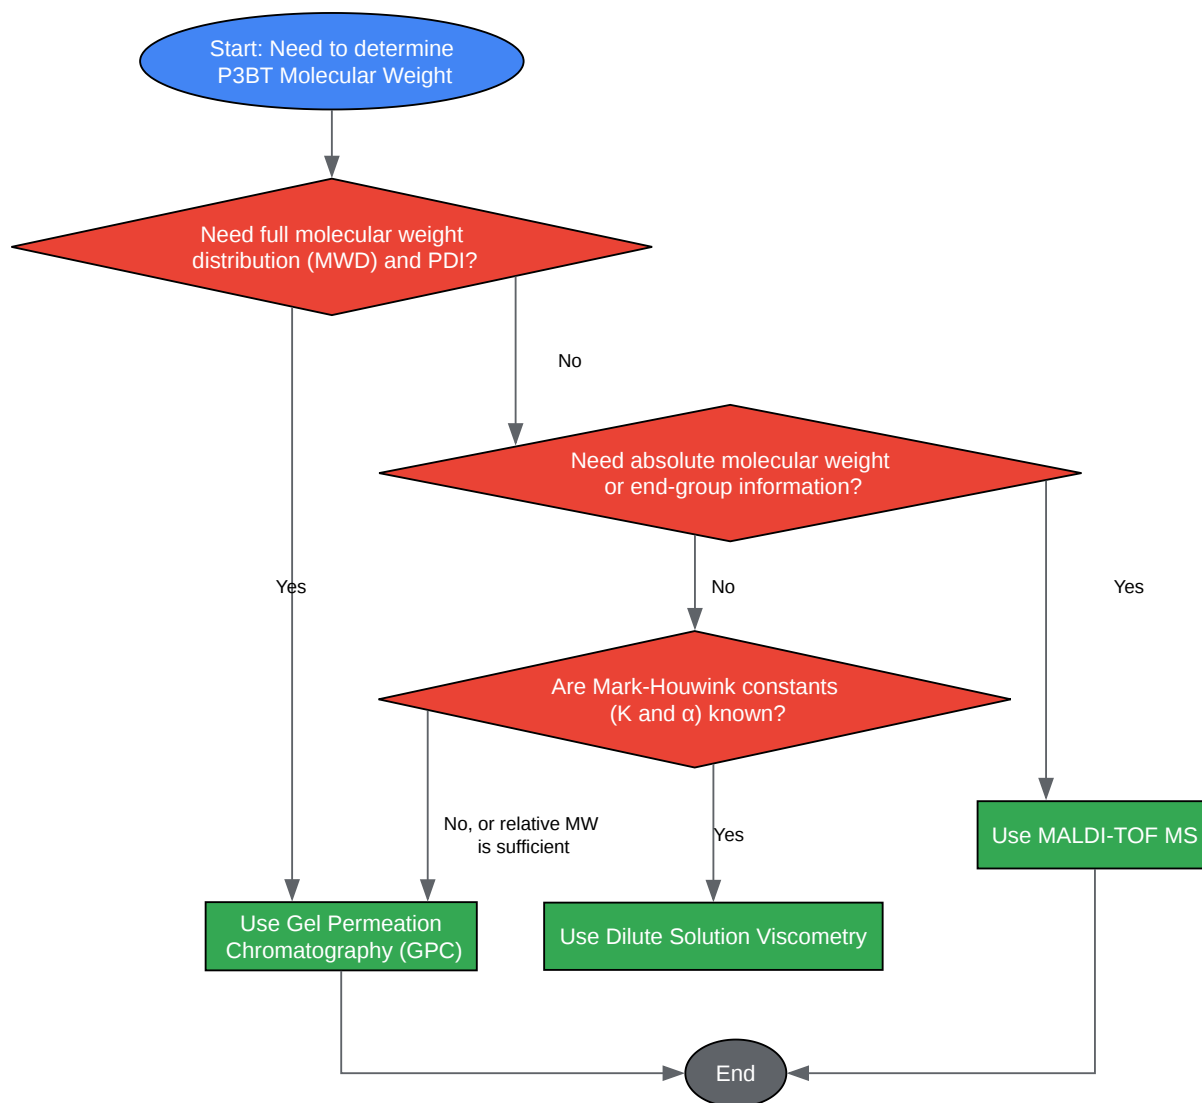 Start: Need to determine
P3BT Molecular Weight
Need full molecular weight
distribution (MWD) and PDI?
No
Need absolute molecular weight
or end-group information?
Yes
No
Yes
Are Mark-Houwink constants
(K and α) known?
No, or relative MW
is sufficient
Yes
Use MALDI-TOF MS
Use Gel Permeation
Chromatography (GPC)
Use Dilute Solution Viscometry
End